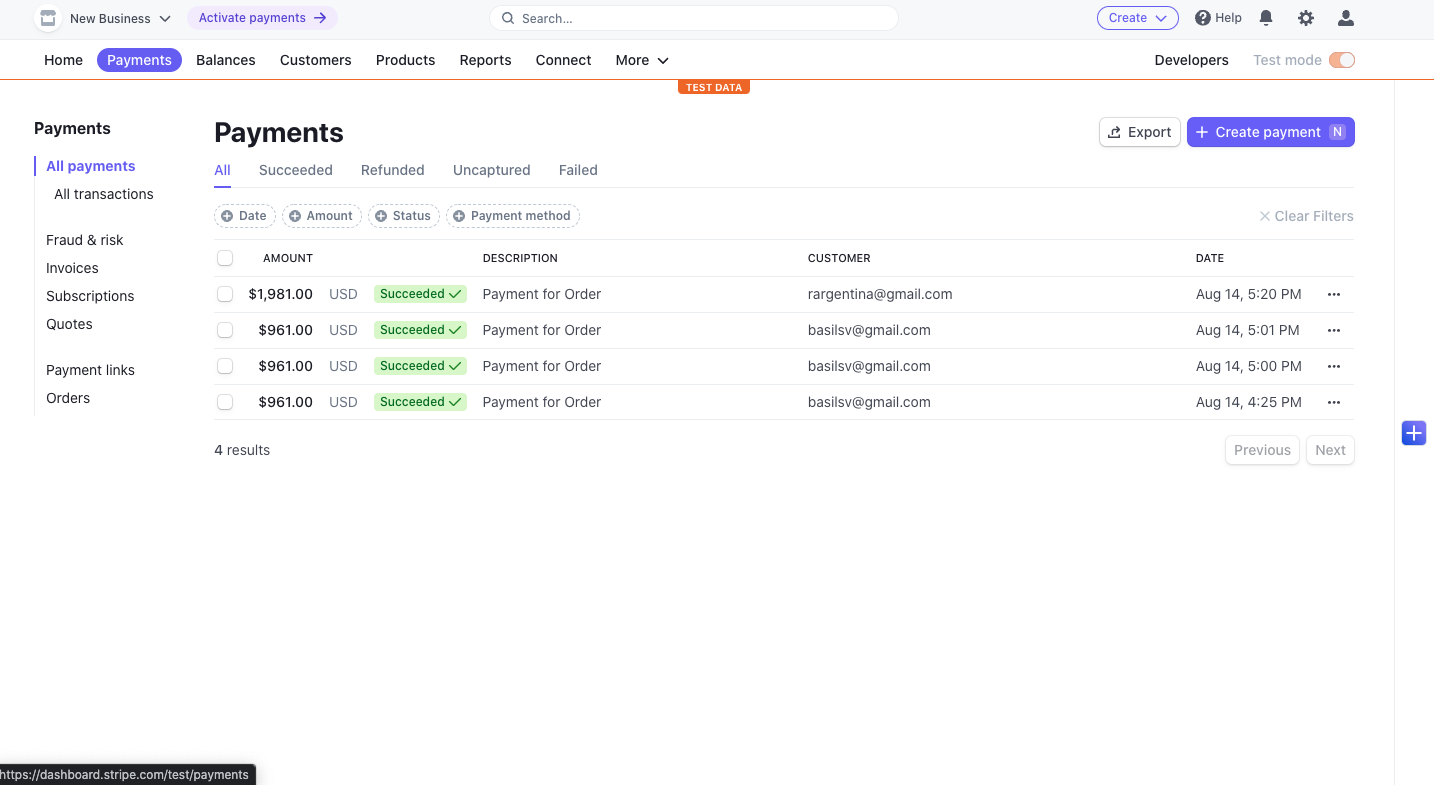 New Business
Activate payments
Search...
Create
Help
Home Payments Balances Customers Products Reports Connect More
Developers Test mode
TEST DATA
Payments
All payments
All transactions
Fraud & risk
Invoices
Subscriptions
Quotes
Payment links
Orders
Payments
Export
Create payment N
All Succeeded Refunded Uncaptured Failed
Date Amount Status Payment method
Clear Filters
AMOUNT DESCRIPTION CUSTOMER DATE
$1,981.00 USD Succeeded Payment for Order rargentina@gmail.com Aug 14, 5:20 PM
$961.00 USD Succeeded Payment for Order basilsv@gmail.com Aug 14, 5:01 PM
$961.00 USD Succeeded Payment for Order basilsv@gmail.com Aug 14, 5:00 PM
$961.00 USD Succeeded Payment for Order basilsv@gmail.com Aug 14, 4:25 PM
4 results
Previous Next
https://dashboard.stripe.com/test/payments